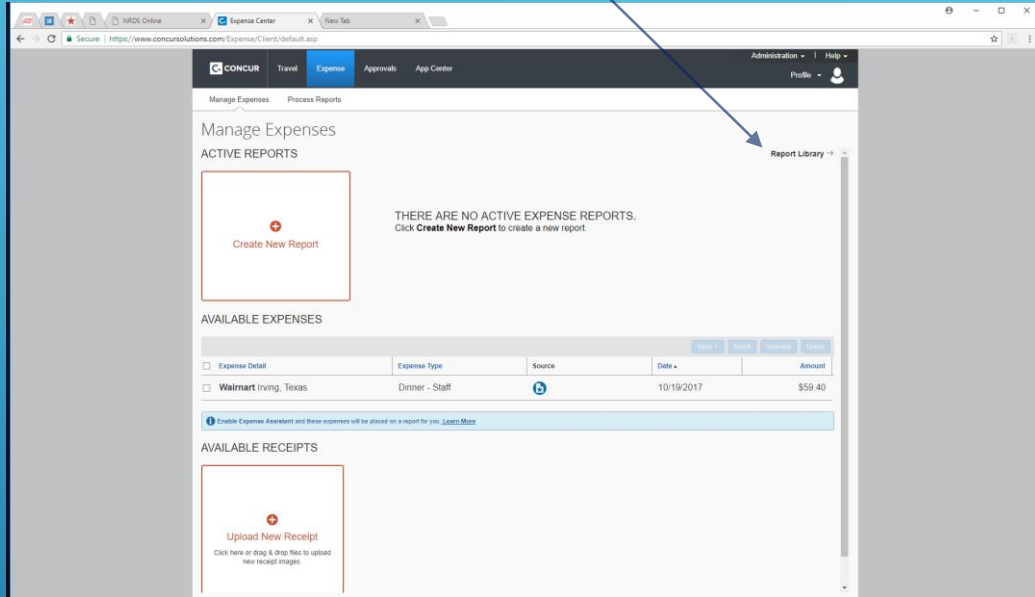 NRDS Online
Expense Center
New Tab
Secure | https://www.concursolutions.com/Expense/Client/default.asp
Administration | Help
C. CONCUR Travel Expense Approvals App Center
Profile
Manage Expenses Process Reports
Manage Expenses
ACTIVE REPORTS
Report Library →
Create New Report
THERE ARE NO ACTIVE EXPENSE REPORTS.
Click Create New Report to create a new report.
AVAILABLE EXPENSES
Move Match Unmatch Delete
Expense Detail Expense Type Source Date Amount
Wairnart Irving, Texas Dinner - Staff 10/19/2017 $59.40
Enable Expense Assistant and these expenses will be placed on a report for you. Learn More
AVAILABLE RECEIPTS
Upload New Receipt
Click here or drag & drop files to upload
new receipt images.